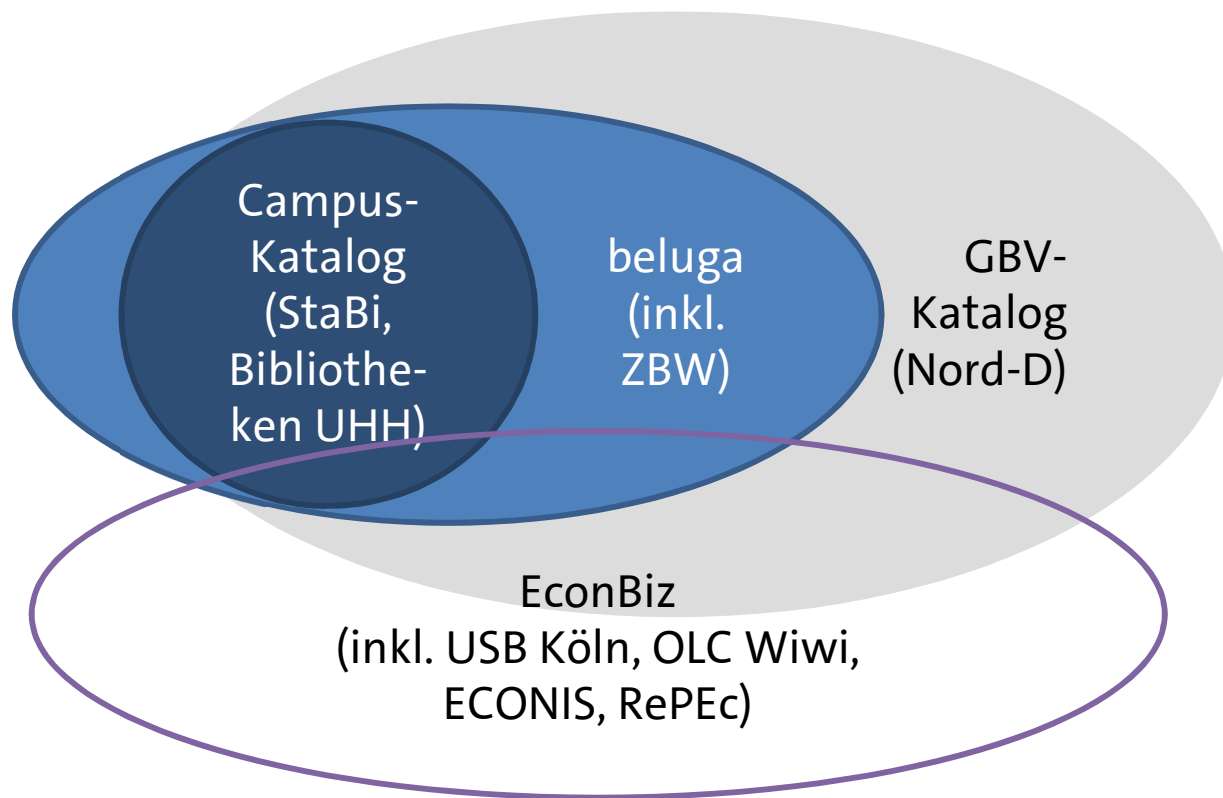 Campus-
Katalog
(StaBi,
Bibliothe-
ken UHH)
beluga
(inkl.
ZBW)
GBV-
Katalog
(Nord-D)
EconBiz
(inkl. USB Köln, OLC Wiwi,
ECONIS, RePEc)